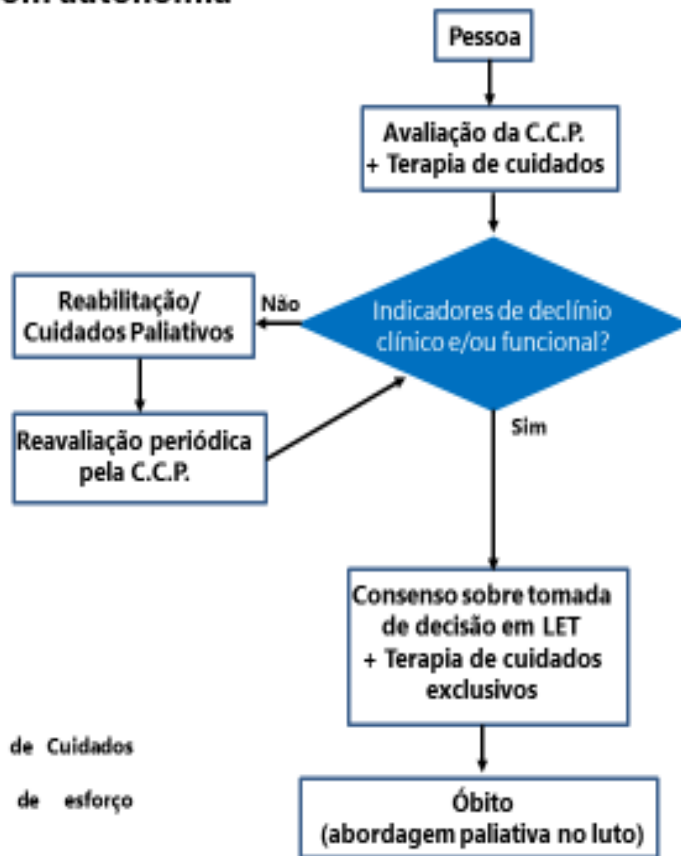 autonomia
Pessoa
Avaliação da C.C.P.
+ Terapia de cuidados
Indicadores de declínio
clínico e/ou funcional?
Não
Reabilitação/
Cuidados Paliativos
Reavaliação periódica
pela C.C.P.
Sim
Consenso sobre tomada
de decisão em LET
+ Terapia de cuidados
exclusivos
de Cuidados
de esforço
Óbito
(abordagem paliativa no luto)